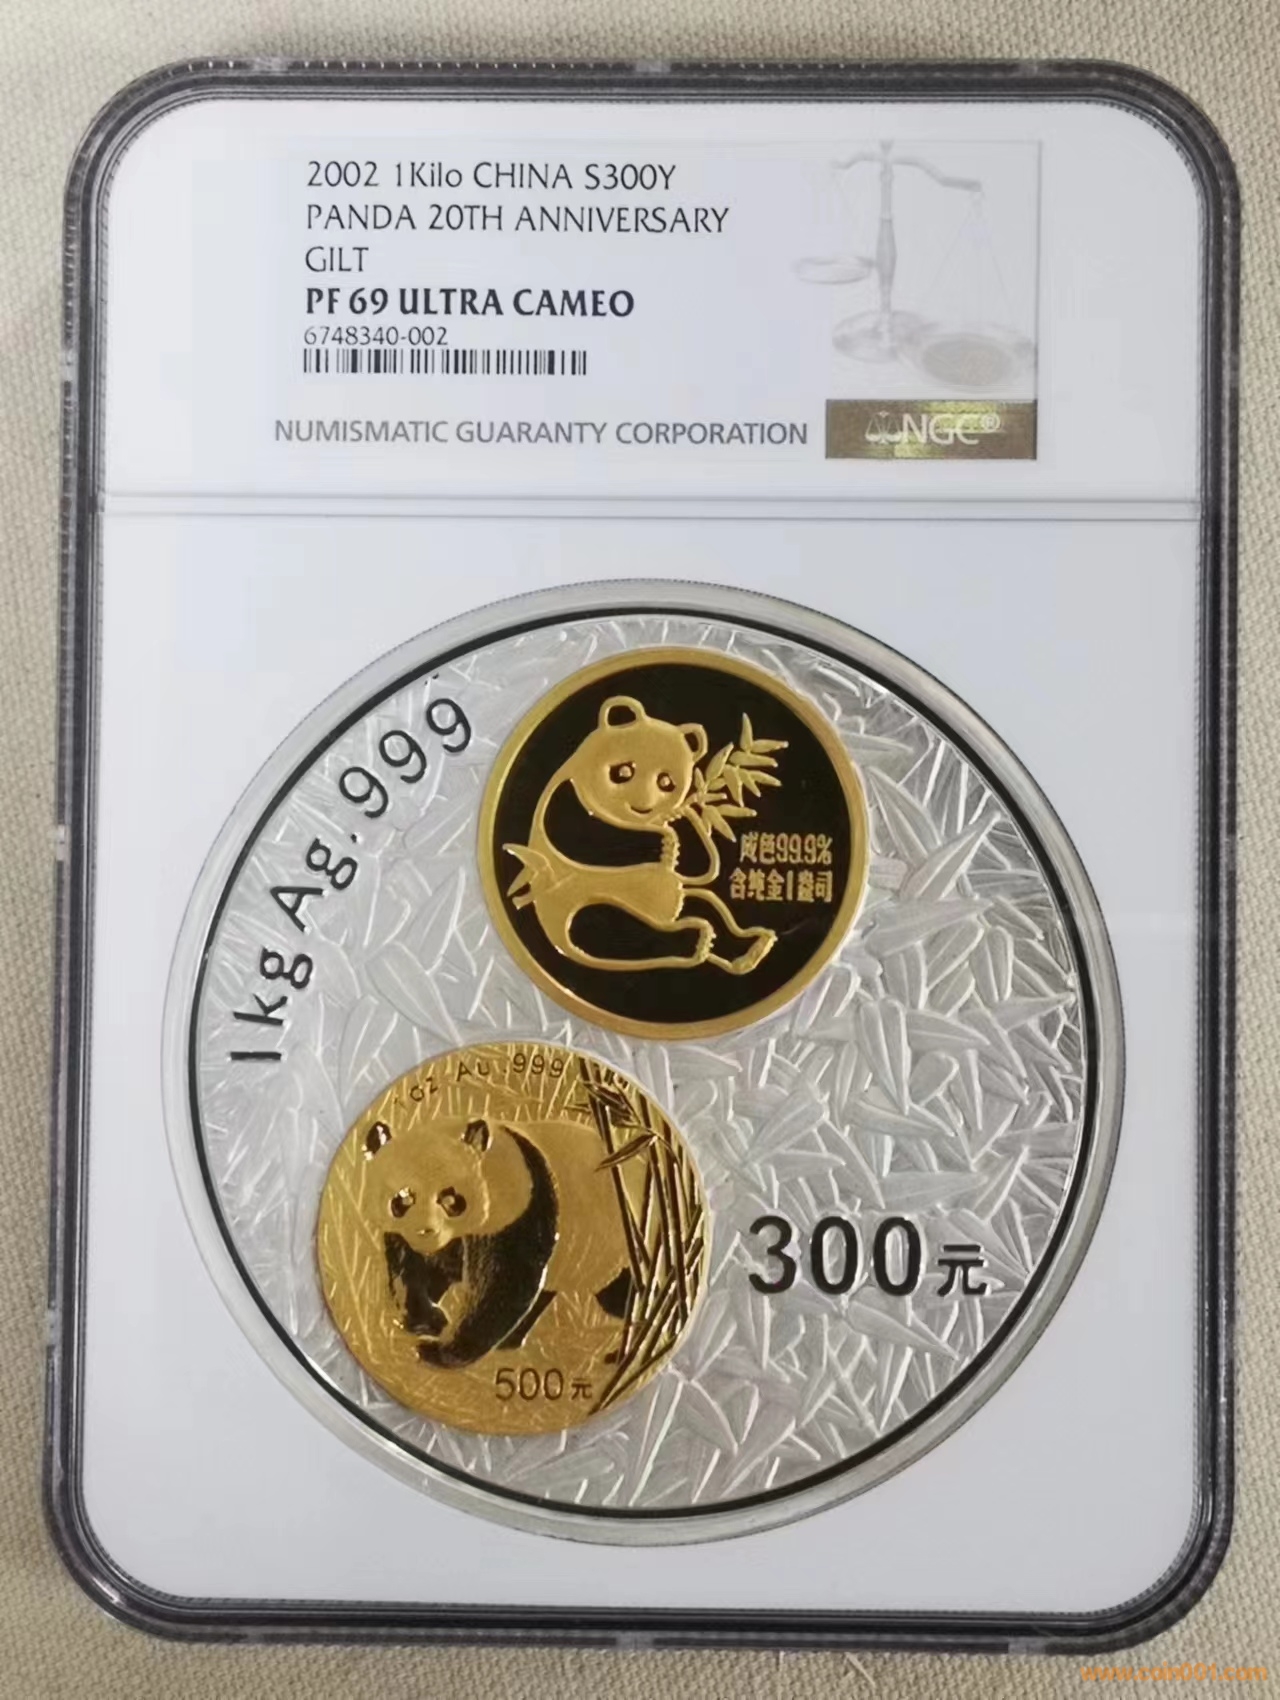 2002 1Kilo CHINA S300Y
PANDA 20TH ANNIVERSARY
GILT
PF 69 ULTRA CAMEO
6748340-002
NUMISMATIC GUARANTY CORPORATION
NGC®
1kg Ag.999
成色99.9%
含纯金1盎司
1oz Au.999
500元
300元